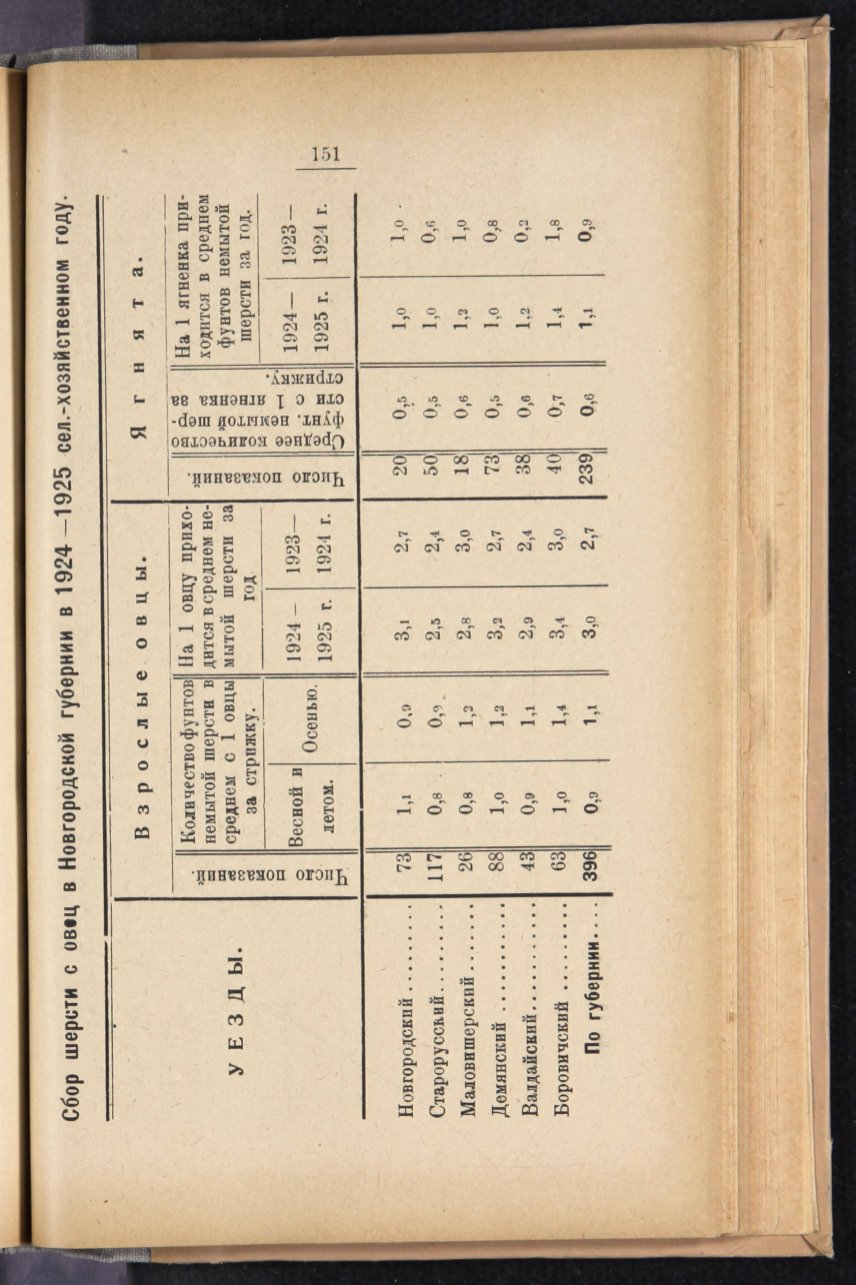 151
Сбор шерсти с овец в Новгородской губернии в 1924—1925 сел.-хозяйственном году.
УЕЗДЫ.
Взрослые овцы.
Ягнята.
Число показаний.
Количество фунтов
немытой шерсти в
среднем с 1 овцы
за стрижку.
На 1 овцу прихо-
дится в среднем не-
мытой шерсти за
год
Число показаний.
Среднее количество
фунт. немытой шер-
сти с 1 ягненка за
стрижку.
На 1 ягненка при-
ходится в среднем
фунтов немытой
шерсти за год.
Весной и
летом.
Осенью.
1924—
1925 г.
1923—
1924 г.
1924—
1925 г.
1923—
1924 г.
Новгородский ......... 73 1,1 0,9 3,1 2,7 20 0,5 1,0 1,0
Старорусский.......... 117 0,8 0,9 2,5 2,4 50 0,5 1,0 0,6
Маловишерский....... 26 0,8 1,2 2,8 3,0 18 0,6 1,2 1,0
Демянский ........... 88 1,0 1,2 3,2 2,7 73 0,5 1,0 0,8
Валдайский........... 43 0,9 1,1 2,9 2,4 38 0,6 1,2 0,2
Боровичский ......... 63 1,0 1,4 3,4 3,0 40 0,7 1,4 1,8
По губернии.... 396 0,9 1,1 3,0 2,7 239 0,6 1,1 0,9